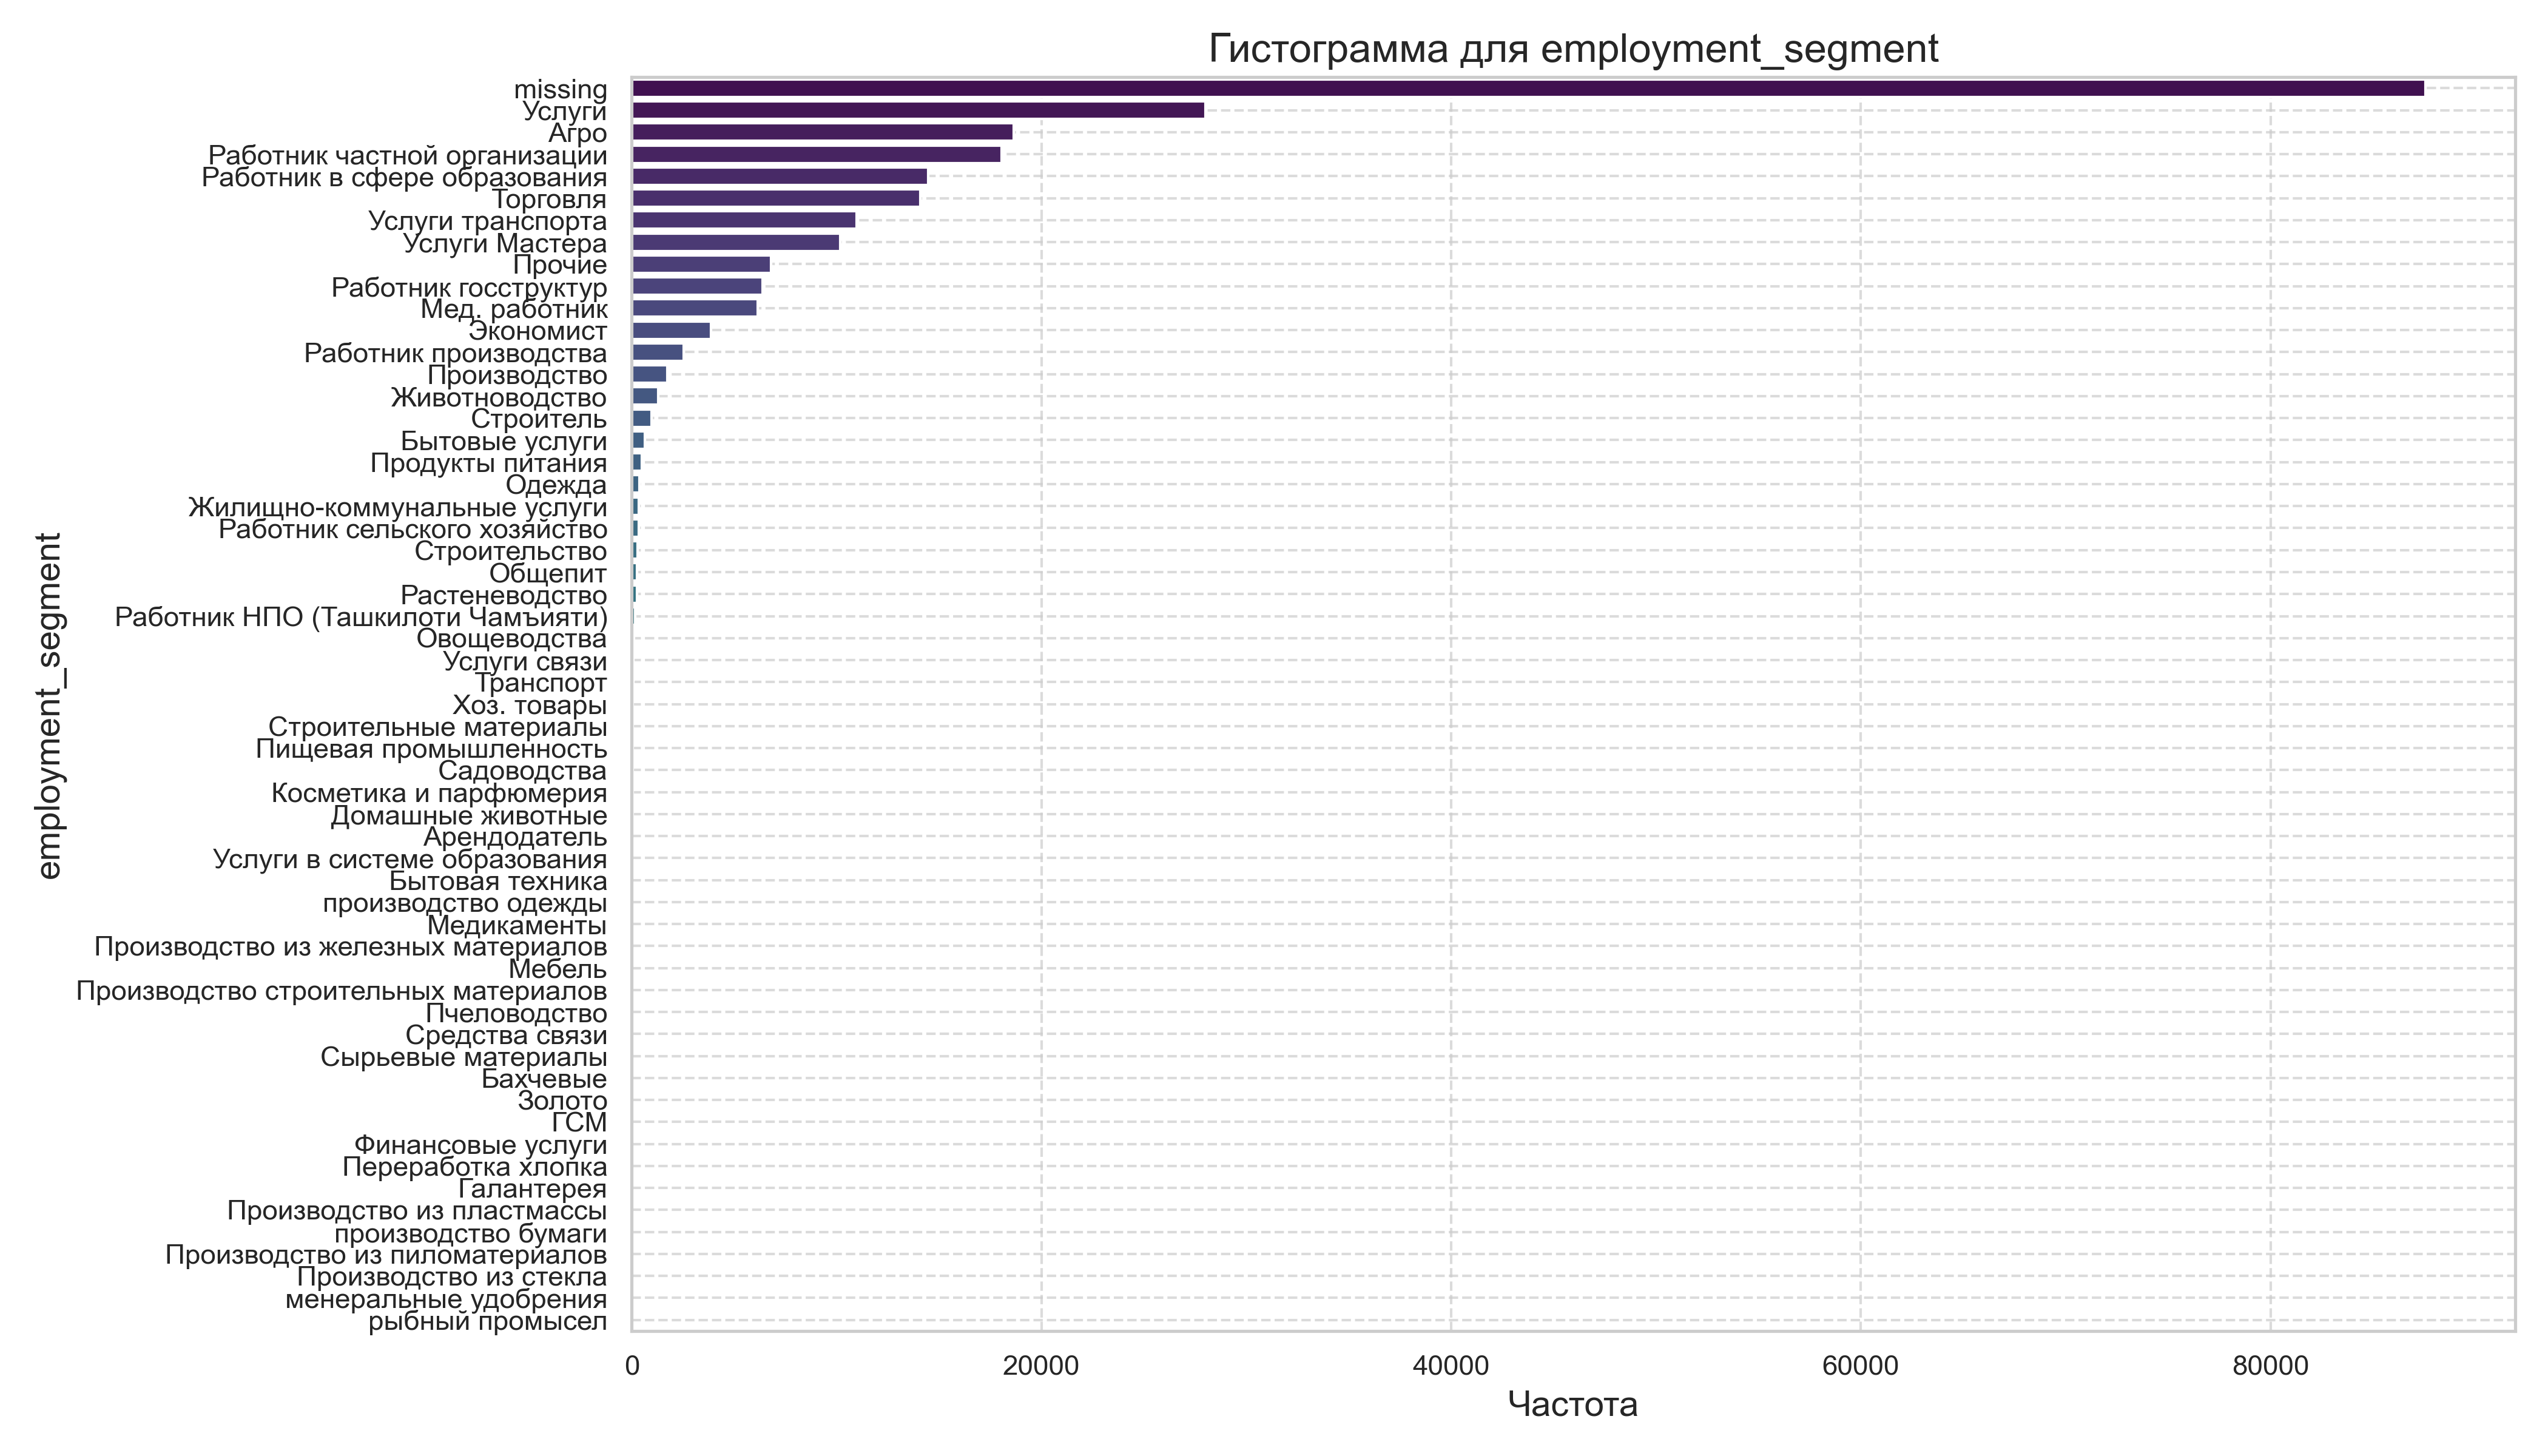 Гистограмма для employment_segment
missing
Услуги
Агро
Работник частной организации
Работник в сфере образования
Торговля
Услуги транспорта
Услуги Мастера
Прочие
Работник госструктур
Мед. работник
Экономист
Работник производства
Производство
Животноводство
Строитель
Бытовые услуги
Продукты питания
Одежда
Жилищно-коммунальные услуги
Работник сельского хозяйство
Строительство
Общепит
Растеневодство
Работник НПО (Ташкилоти Чамъияти)
Овощеводства
Услуги связи
Транспорт
Хоз. товары
Строительные материалы
Пищевая промышленность
Садоводства
Косметика и парфюмерия
Домашные животные
Арендодатель
Услуги в системе образования
Бытовая техника
производство одежды
Медикаменты
Производство из железных материалов
Мебель
Производство строительных материалов
Пчеловодство
Средства связи
Сырьевые материалы
Бахчевые
Золото
ГСМ
Финансовые услуги
Переработка хлопка
Галантерея
Производство из пластмассы
производство бумаги
Производство из пиломатериалов
Производство из стекла
менеральные удобрения
рыбный промысел
employment_segment
0 20000 40000 60000 80000
Частота